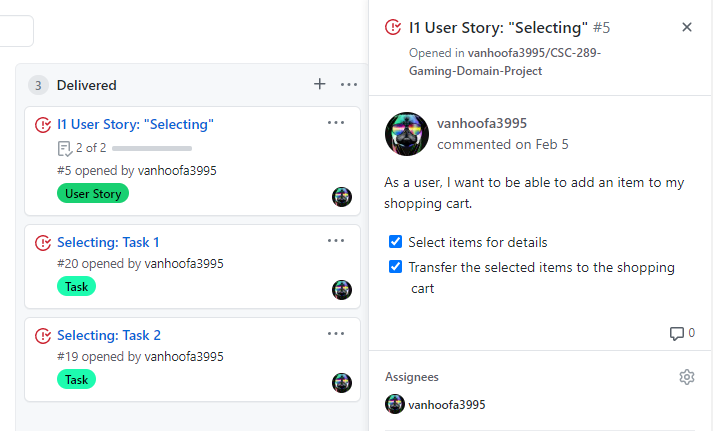 3 Delivered
I1 User Story: "Selecting"
2 of 2
#5 opened by vanhoofa3995
User Story
Selecting: Task 1
#20 opened by vanhoofa3995
Task
Selecting: Task 2
#19 opened by vanhoofa3995
Task
I1 User Story: "Selecting" #5
Opened in vanhoofa3995/CSC-289-
Gaming-Domain-Project
vanhoofa3995
commented on Feb 5
As a user, I want to be able to add an item to my
shopping cart.
Select items for details
Transfer the selected items to the shopping
cart
0
Assignees
vanhoofa3995